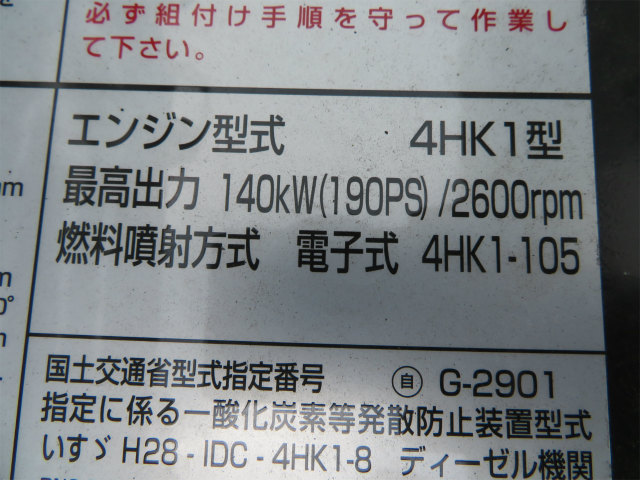 必ず組付け手順を守って作業し
て下さい。
エンジン型式 4HK1型
最高出力 140kW(190PS)/2600rpm
燃料噴射方式 電子式 4HK1-105
国土交通省型式指定番号 ㊀自 G-2901
指定に係る一酸化炭素等発散防止装置型式
いすゞH28-IDC-4HK1-8 ディーゼル機関